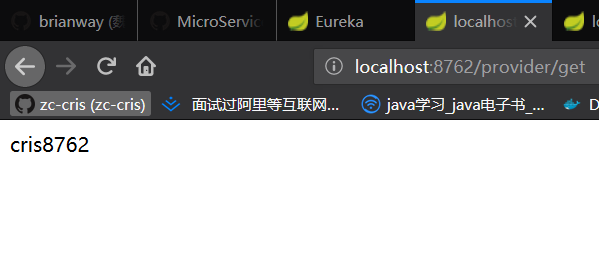 brianway (
MicroServic
Eureka
localhost
lo
localhost:8762/provider/get
zc-cris (zc-cris)
面试过阿里等互联网...
java学习_java电子书_...
D
cris8762